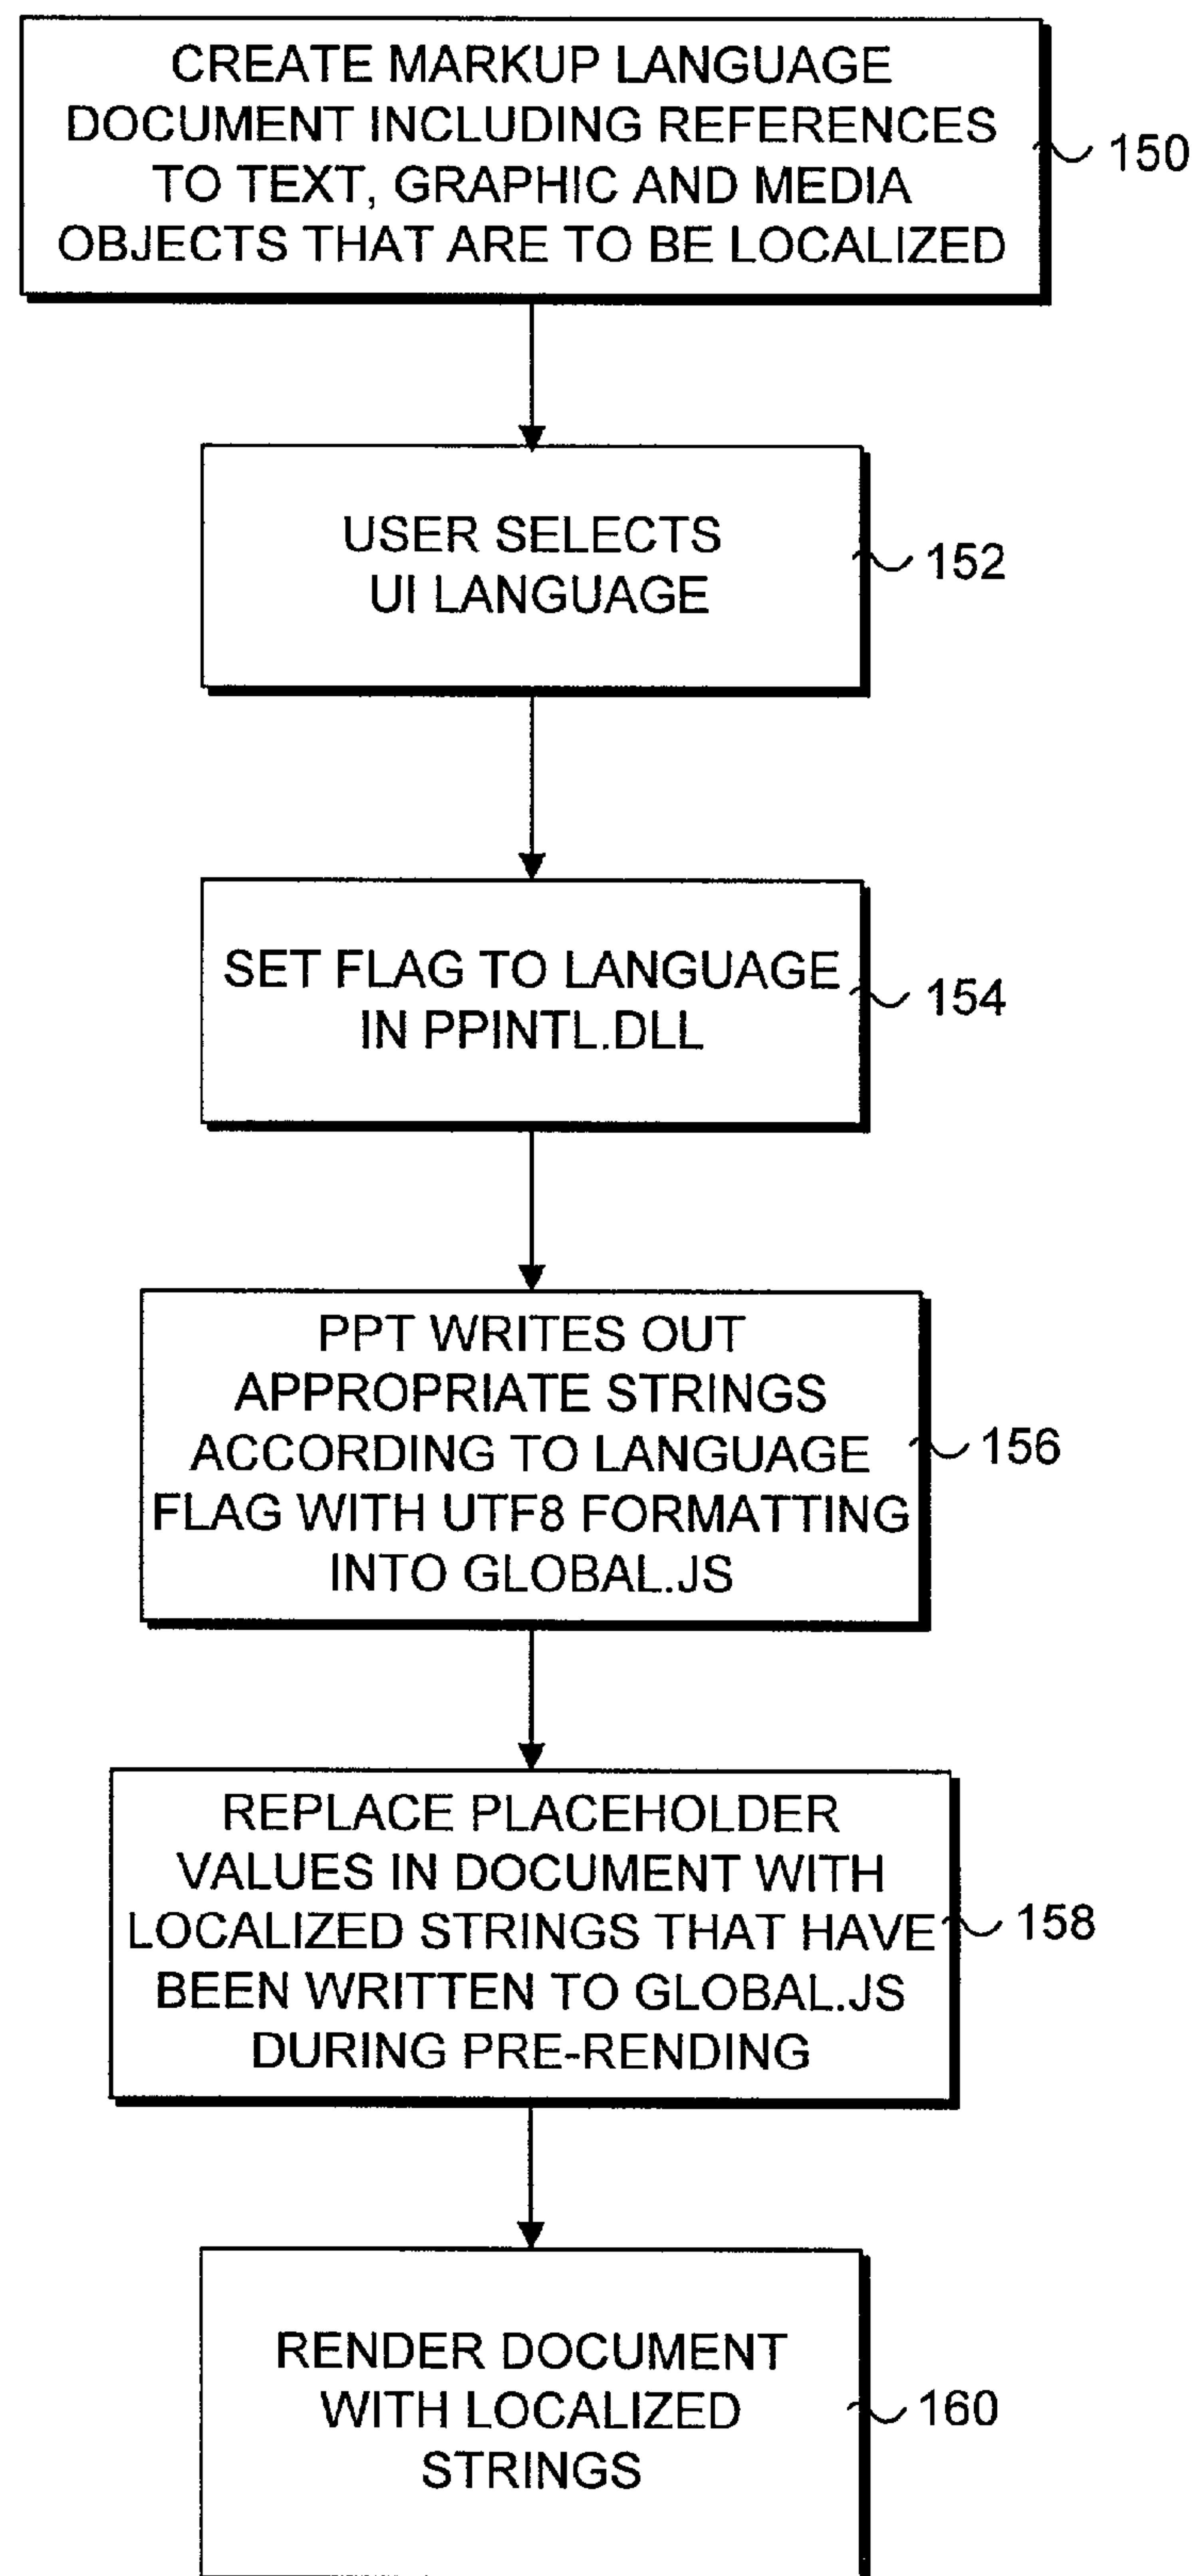 CREATE MARKUP LANGUAGE
DOCUMENT INCLUDING REFERENCES
TO TEXT, GRAPHIC AND MEDIA
OBJECTS THAT ARE TO BE LOCALIZED
150
USER SELECTS
UI LANGUAGE
152
SET FLAG TO LANGUAGE
IN PPINTL.DLL
154
PPT WRITES OUT
APPROPRIATE STRINGS
ACCORDING TO LANGUAGE
FLAG WITH UTF8 FORMATTING
INTO GLOBAL.JS
156
REPLACE PLACEHOLDER
VALUES IN DOCUMENT WITH
LOCALIZED STRINGS THAT HAVE
BEEN WRITTEN TO GLOBAL.JS
DURING PRE-RENDING
158
RENDER DOCUMENT
WITH LOCALIZED
STRINGS
160